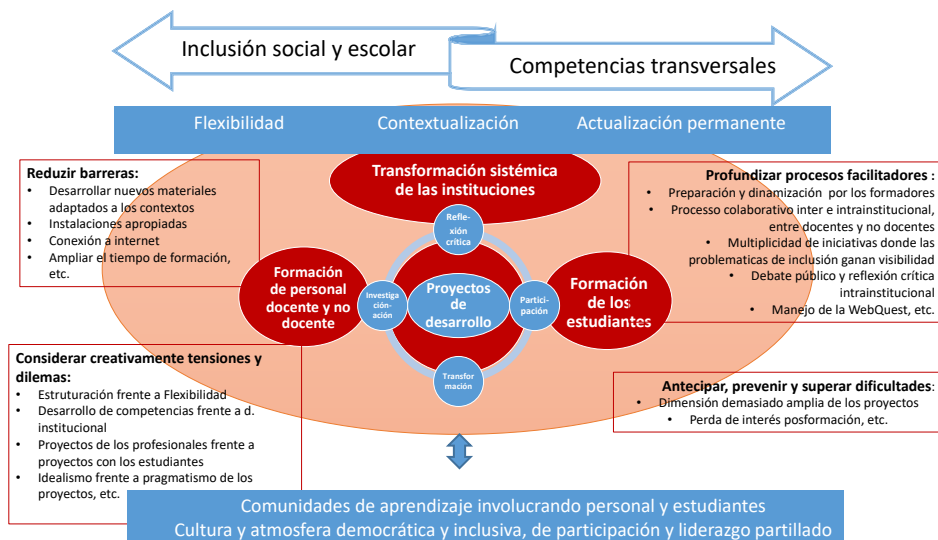 Inclusión social y escolar
Competencias transversales
Flexibilidad Contextualización Actualización permanente
Transformación sistémica
de las instituciones
Reducir barreras:
• Desarrollar nuevos materiales
adaptados a los contextos
• Instalaciones apropiadas
• Conexión a internet
• Ampliar el tiempo de formación,
etc.
Profundizar procesos facilitadores :
• Preparación y dinamización por los formadores
• Processo colaborativo inter e intrainstitucional,
entre docentes y no docentes
• Multiplicidad de iniciativas donde las
problematicas de inclusión ganan visibilidad
• Debate público y reflexión crítica
intrainstitucional
• Manejo de la WebQuest, etc.
Refle-
xión
crítica
Formación
de personal
docente y no
docente
Investiga
ción-
ación
Proyectos
de
desarrollo
Partici-
pación
Formación
de los
estudiantes
Transfor
mación
Considerar creativamente tensiones y
dilemas:
• Estruturación frente a Flexibilidad
• Desarrollo de competencias frente a d.
institucional
• Proyectos de los profesionales frente a
proyectos con los estudiantes
• Idealismo frente a pragmatismo de los
proyectos, etc.
Antecipar, prevenir y superar dificultades:
• Dimensión demasiado amplia de los proyectos
• Perda de interés posformación, etc.
Comunidades de aprendizaje involucrando personal y estudiantes
Cultura y atmosfera democrática y inclusiva, de participación y liderazgo partillado